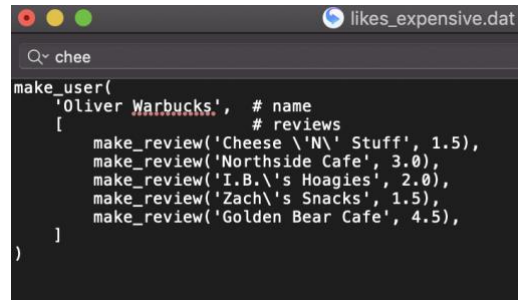 likes_expensive.dat
chee
make_user(
    'Oliver Warbucks',  # name
    [                   # reviews
        make_review('Cheese \'N\' Stuff', 1.5),
        make_review('Northside Cafe', 3.0),
        make_review('I.B.\'s Hoagies', 2.0),
        make_review('Zach\'s Snacks', 1.5),
        make_review('Golden Bear Cafe', 4.5),
    ]
)